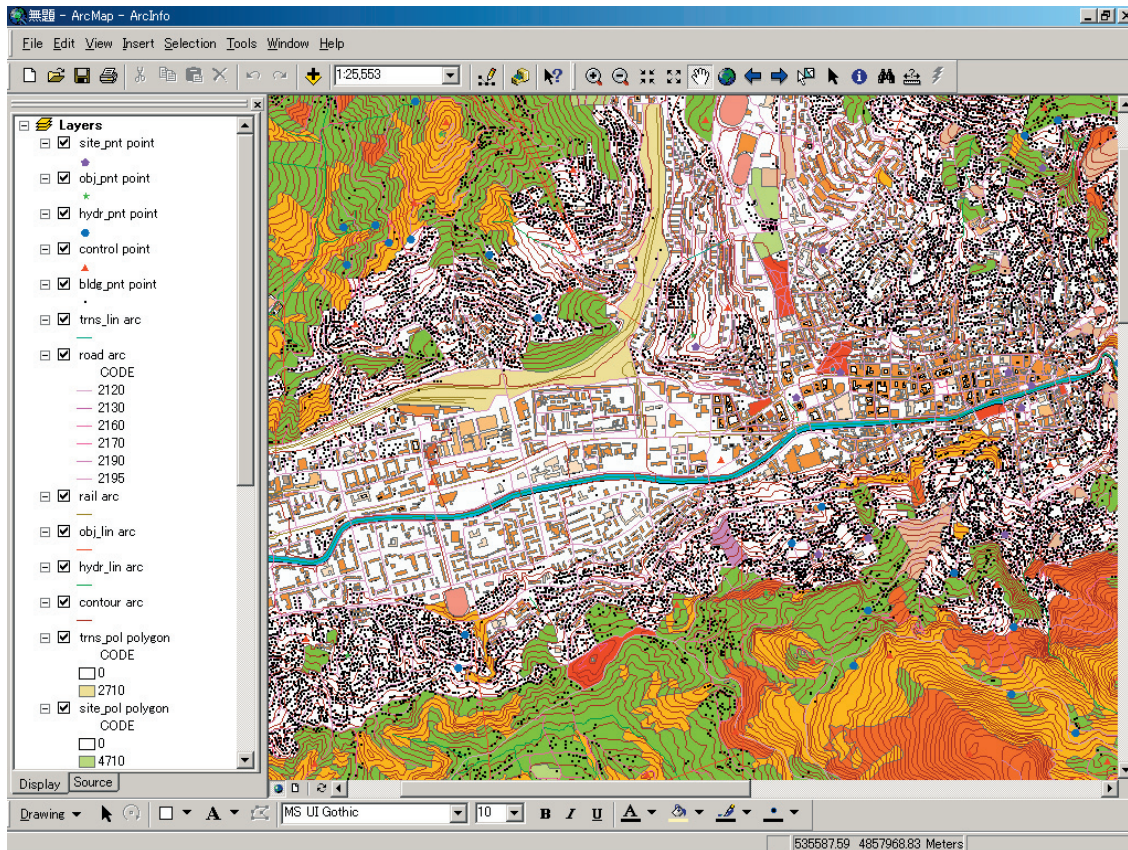 無題 - ArcMap - ArcInfo
File Edit View Insert Selection Tools Window Help
1:25,553
Layers
site_pnt point
obj_pnt point
hydr_pnt point
control point
bldg_pnt point
trns_lin arc
road arc
CODE
2120
2130
2160
2170
2190
2195
rail arc
obj_lin arc
hydr_lin arc
contour arc
trns_pol polygon
CODE
0
2710
site_pol polygon
CODE
0
4710
Display Source
Drawing A MS UI Gothic 10 B I U A
535587.59 4857968.83 Meters